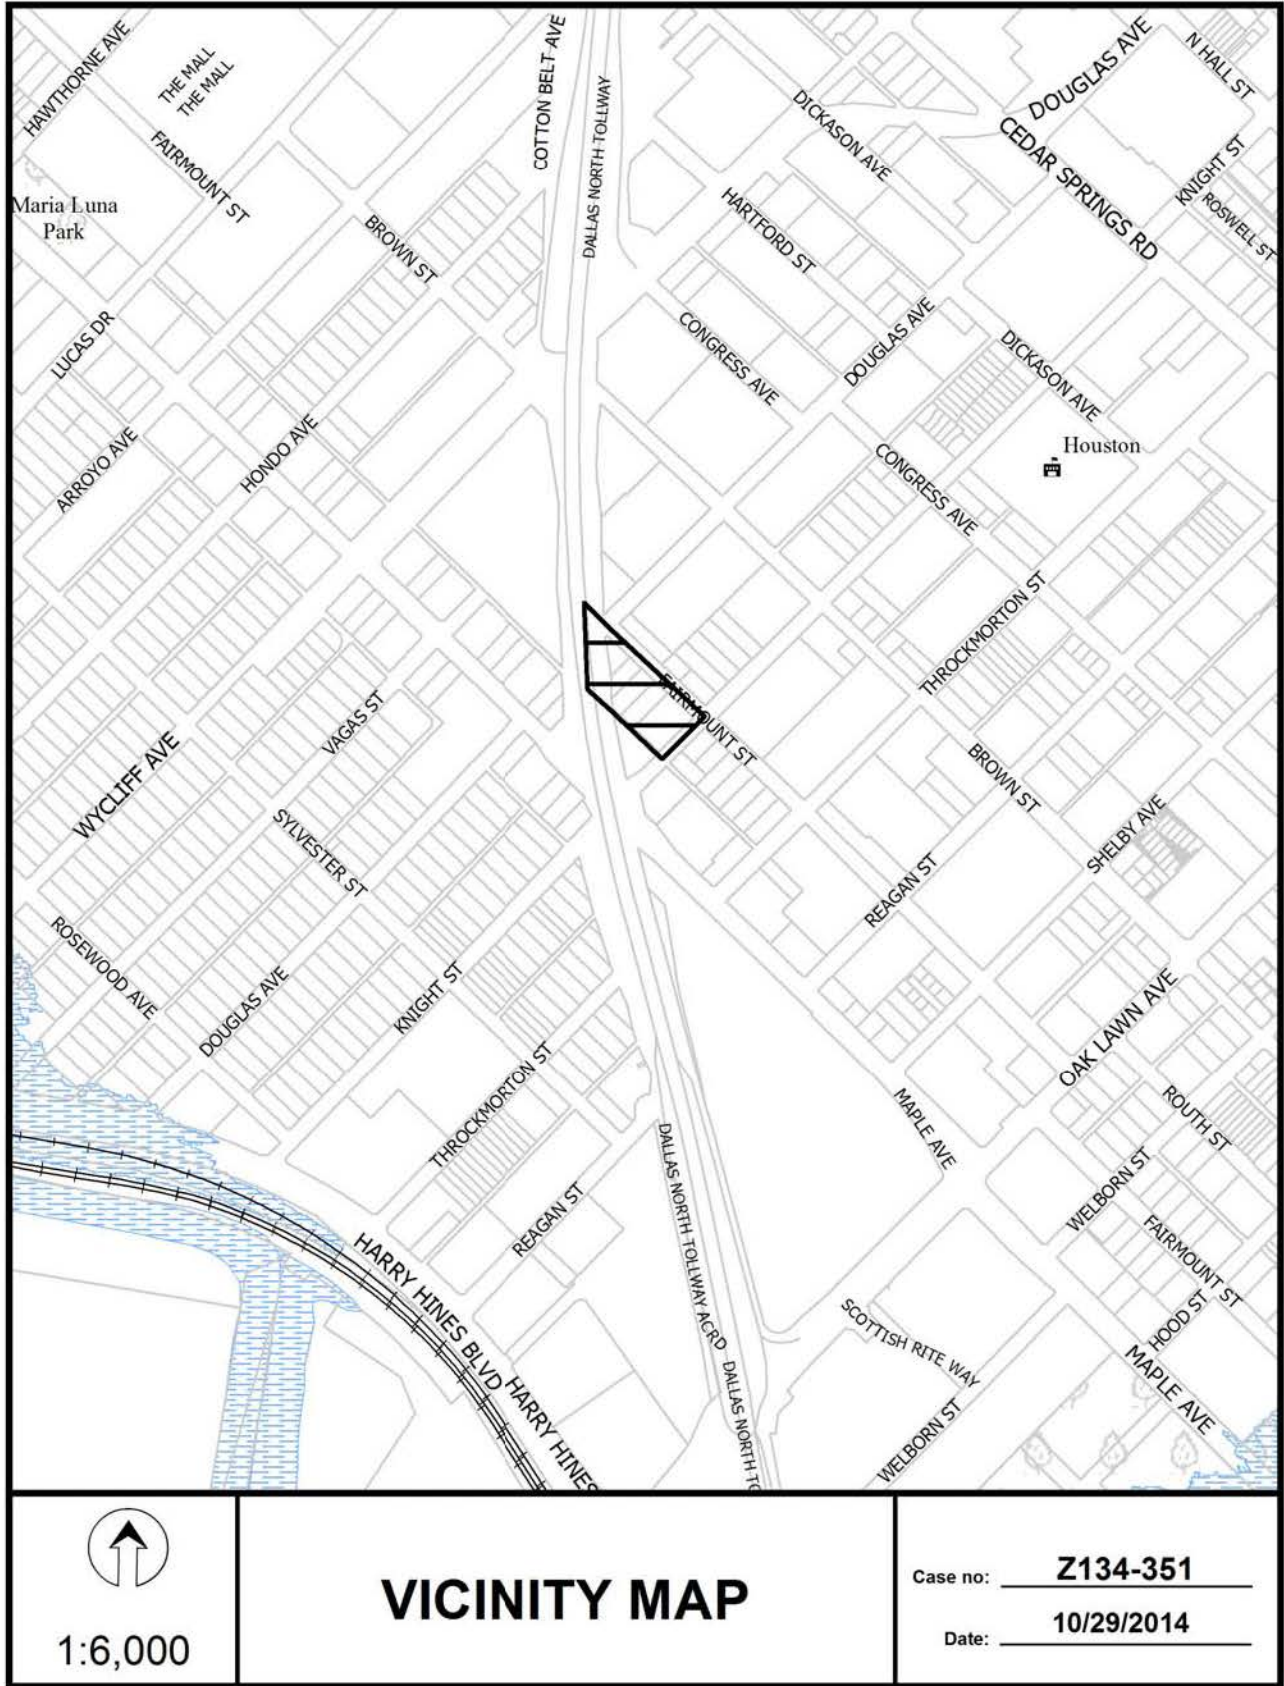 HAWTHORNE AVE
THE MALL
THE MALL
COTTON BELT AVE
DALLAS NORTH TOLLWAY
DOUGLAS AVE
N HALL ST
DICKASON AVE
CEDAR SPRINGS RD
KNIGHT ST
ROSWELL ST
FAIRMOUNT ST
Maria Luna
Park
BROWN ST
HARTFORD ST
LUCAS DR
CONGRESS AVE
DOUGLAS AVE
DICKASON AVE
ARROYO AVE
HONDO AVE
Houston
CONGRESS AVE
THROCKMORTON ST
FAIRMOUNT ST
VAGAS ST
WYCLIFF AVE
BROWN ST
SYLVESTER ST
SHELBY AVE
REAGAN ST
ROSEWOOD AVE
DOUGLAS AVE
KNIGHT ST
OAK LAWN AVE
THROCKMORTON ST
MAPLE AVE
ROUTH ST
DALLAS NORTH TOLLWAY ACRD
WELBORN ST
REAGAN ST
FAIRMOUNT ST
HARRY HINES BLVD
HOOD ST
SCOTTISH RITE WAY
MAPLE AVE
DALLAS NORTH TO
HARRY HINES
WELBORN ST
1:6,000
VICINITY MAP
Case no: Z134-351
Date: 10/29/2014